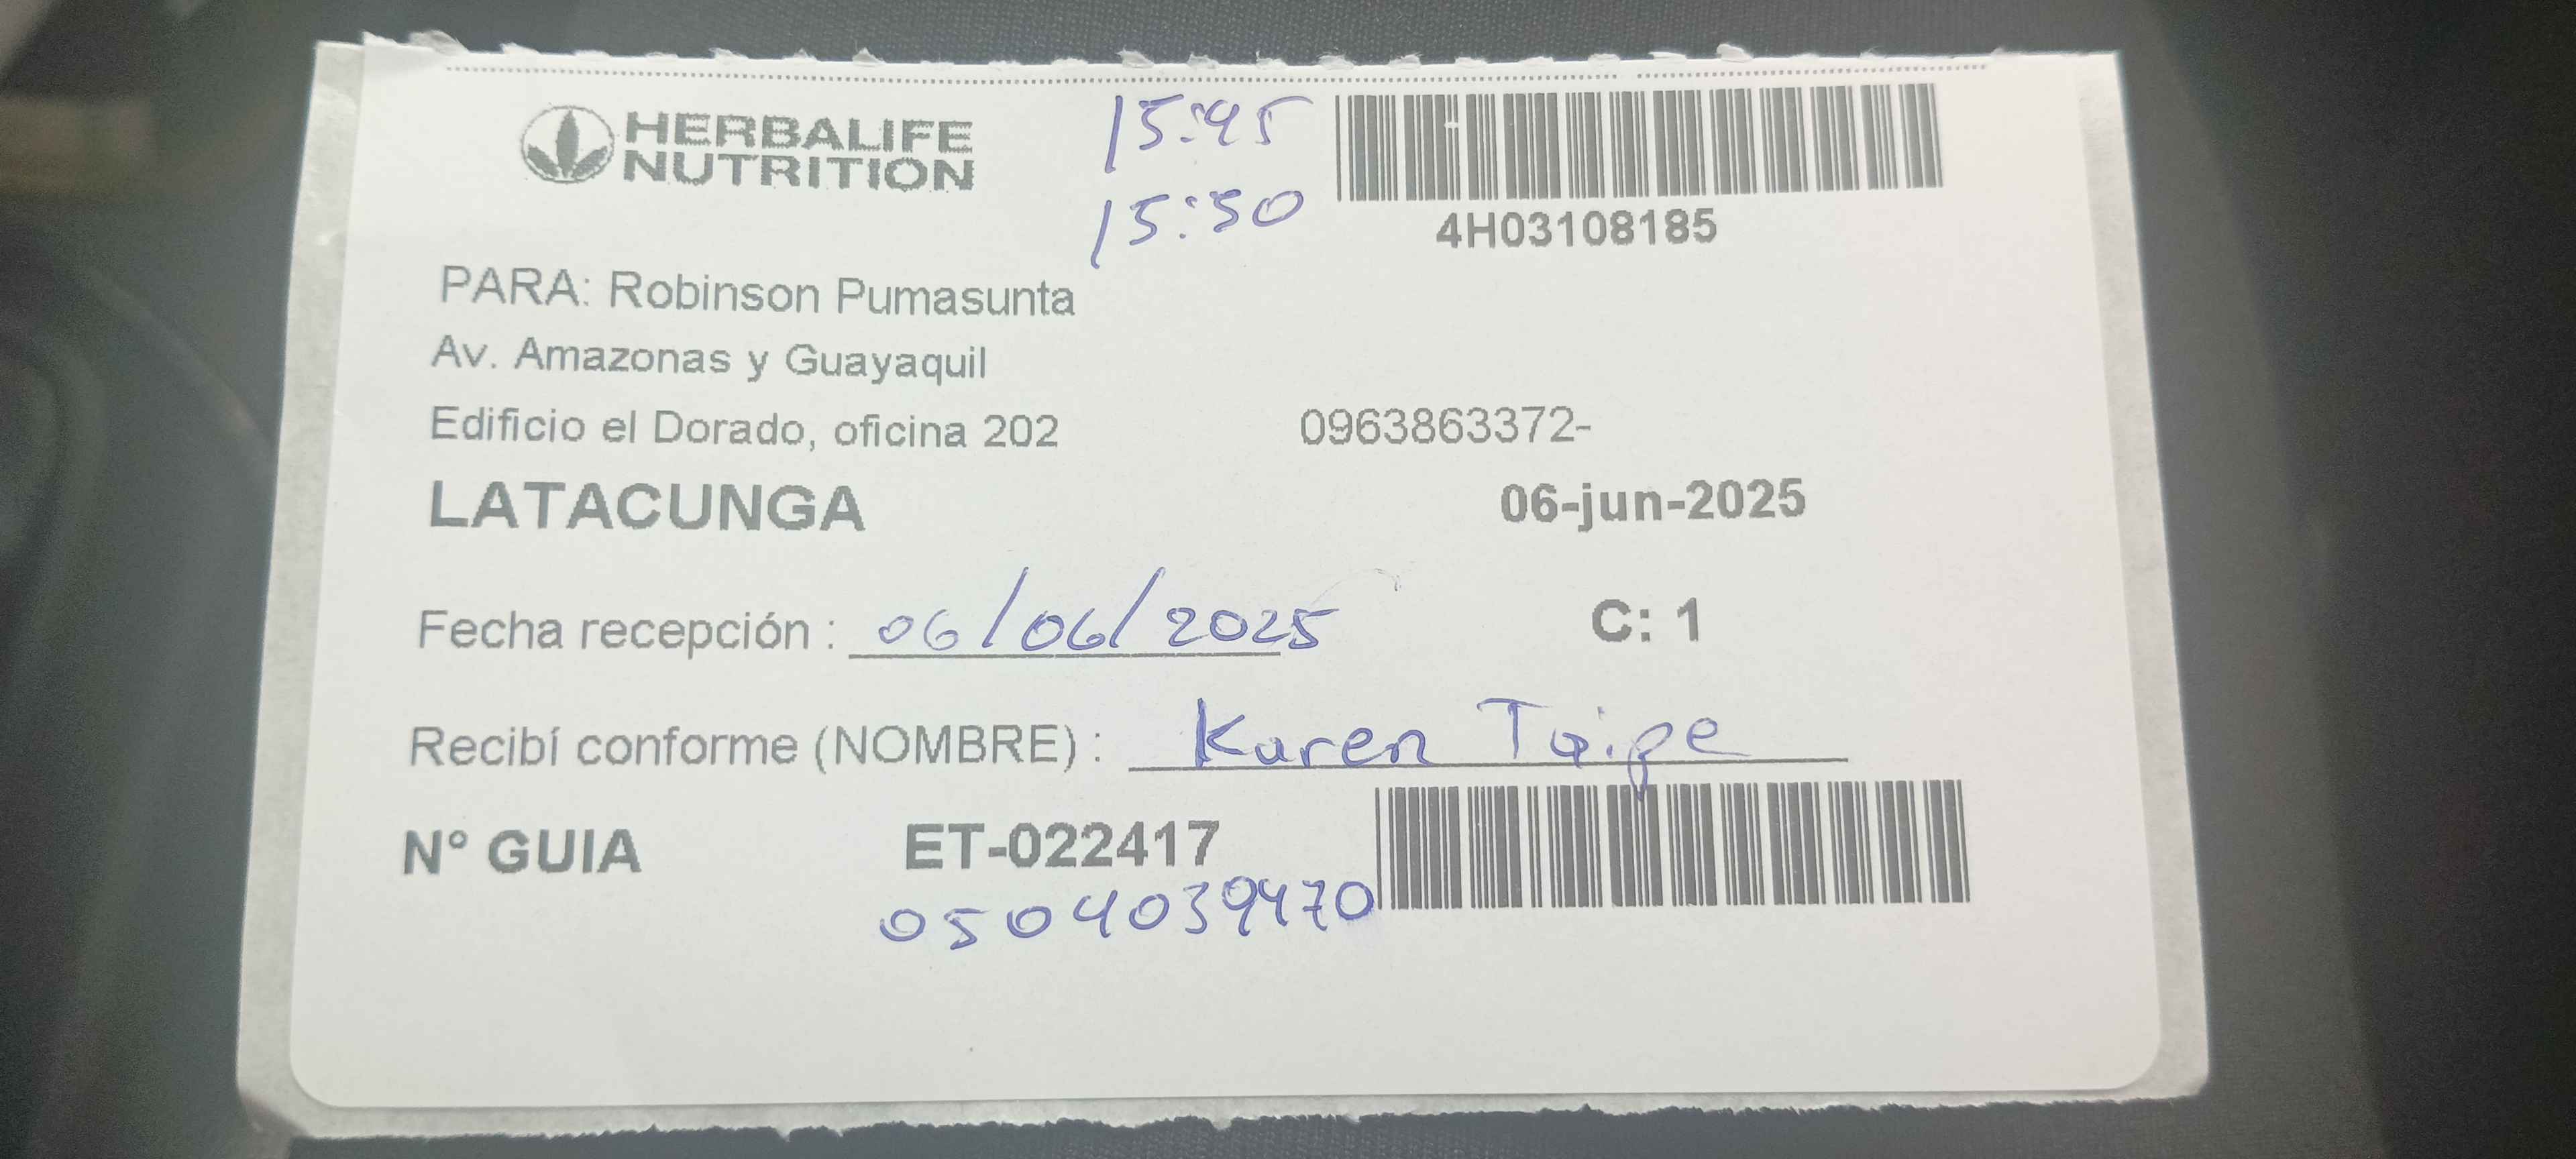 HERBALIFE
NUTRITION
15:45
15:50
4H03108185
PARA: Robinson Pumasunta
Av. Amazonas y Guayaquil
Edificio el Dorado, oficina 202 0963863372-
LATACUNGA 06-jun-2025
Fecha recepción : 06/06/2025 C: 1
Recibí conforme (NOMBRE) : Karen Taipe
N° GUIA ET-022417
0504039470